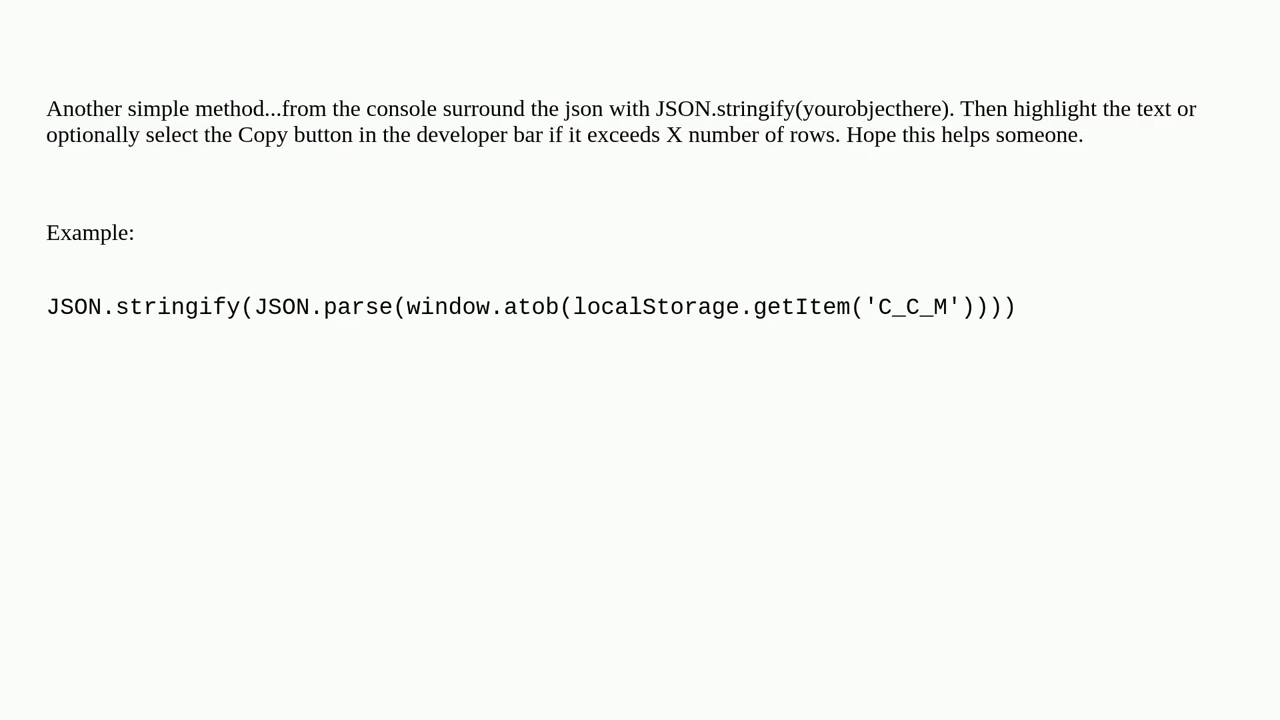 Another simple method...from the console surround the json with JSON.stringify(yourobjecthere). Then highlight the text or
optionally select the Copy button in the developer bar if it exceeds X number of rows. Hope this helps someone.
Example:
JSON.stringify(JSON.parse(window.atob(localStorage.getItem('C_C_M'))))